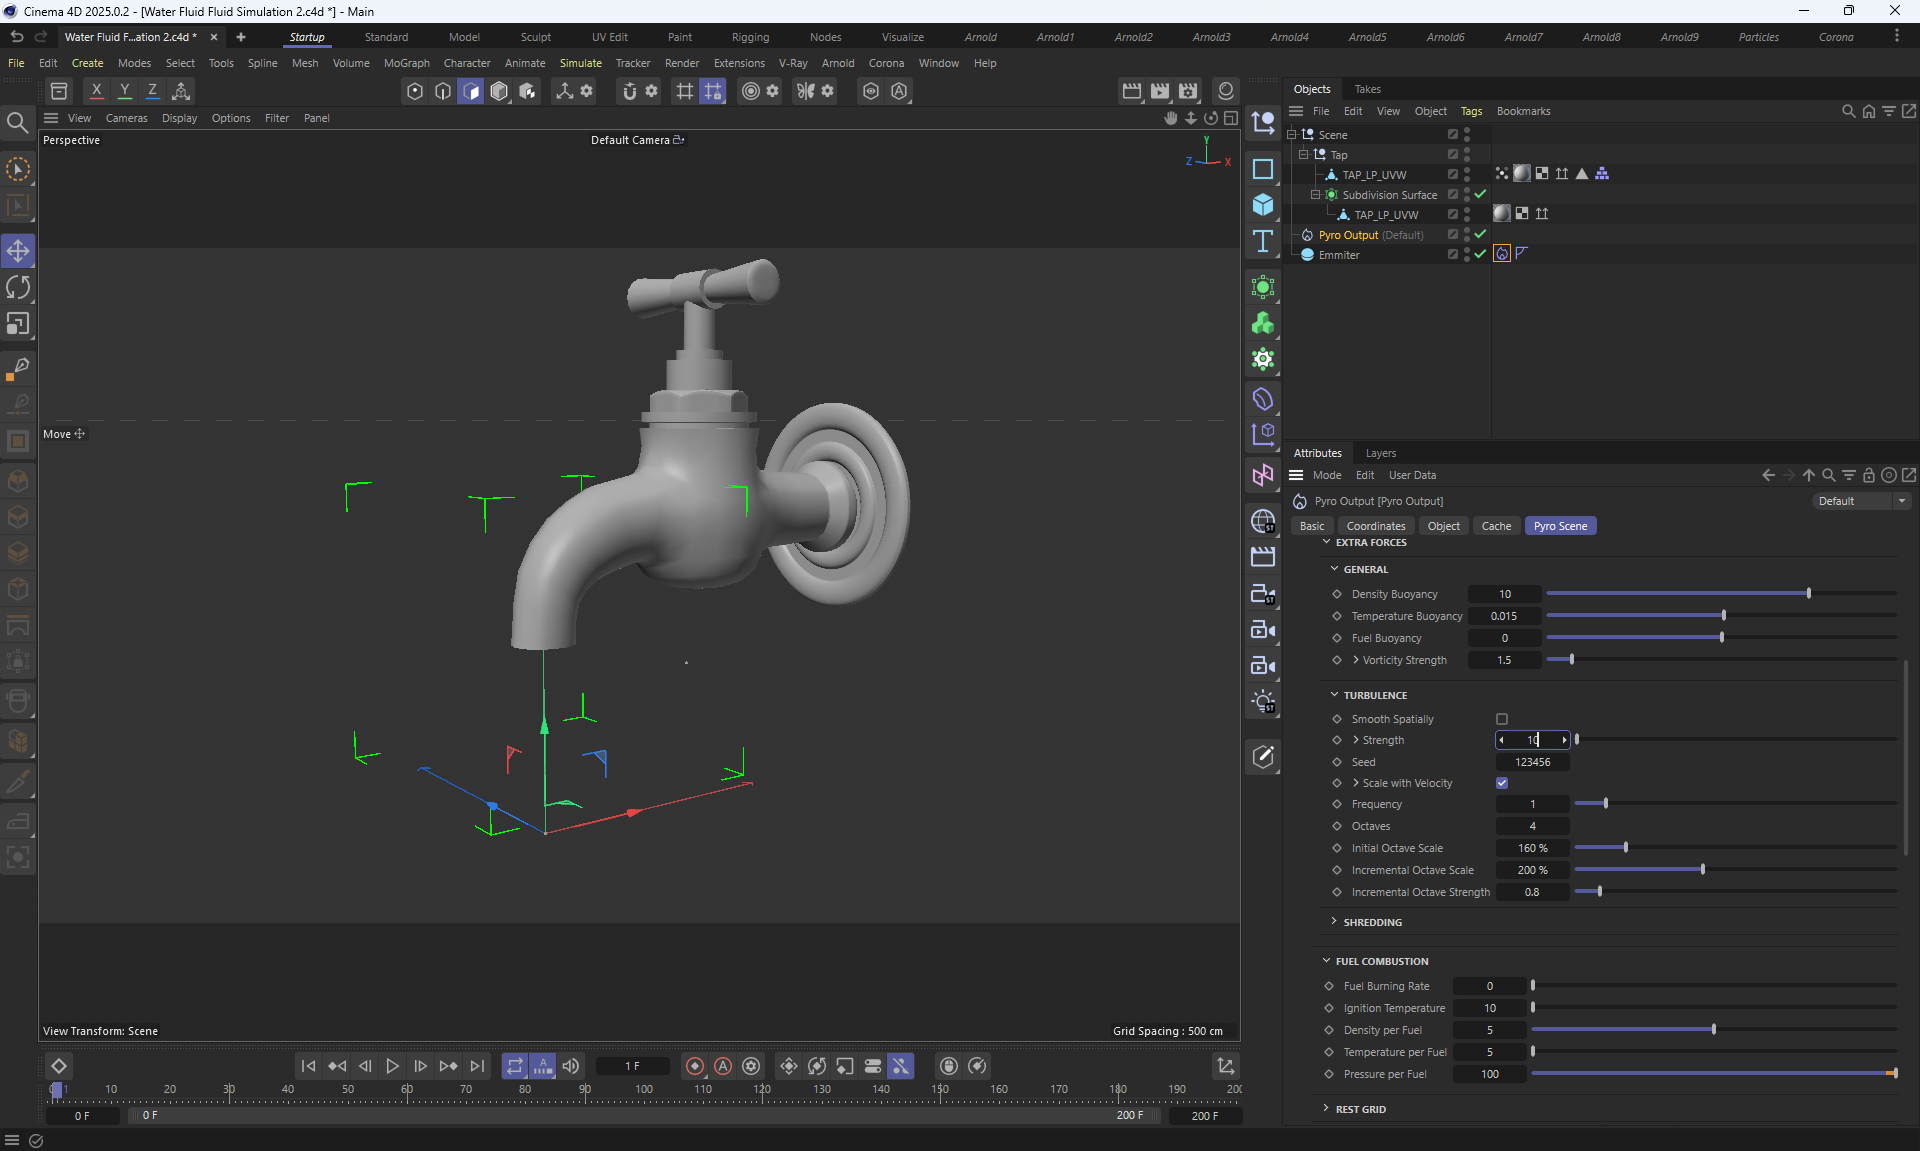 Cinema 4D 2025.0.2 - [Water Fluid Fluid Simulation 2.c4d *] - Main
Water Fluid F...ation 2.c4d *
Startup Standard Model Sculpt UV Edit Paint Rigging Nodes Visualize Arnold Arnold1 Arnold2 Arnold3 Arnold4 Arnold5 Arnold6 Arnold7 Arnold8 Arnold9 Particles Corona
File Edit Create Modes Select Tools Spline Mesh Volume MoGraph Character Animate Simulate Tracker Render Extensions V-Ray Arnold Corona Window Help
X Y Z
View Cameras Display Options Filter Panel
Perspective
Default Camera
Y
Z X
Move
View Transform: Scene
Grid Spacing : 500 cm
Objects Takes
File Edit View Object Tags Bookmarks
Scene
Tap
TAP_LP_UVW
Subdivision Surface
TAP_LP_UVW
Pyro Output (Default)
Emmiter
Attributes Layers
Mode Edit User Data
Pyro Output [Pyro Output]
Default
Basic Coordinates Object Cache Pyro Scene
EXTRA FORCES
GENERAL
Density Buoyancy 10
Temperature Buoyancy 0.015
Fuel Buoyancy 0
Vorticity Strength 1.5
TURBULENCE
Smooth Spatially
Strength 10
Seed 123456
Scale with Velocity
Frequency 1
Octaves 4
Initial Octave Scale 160 %
Incremental Octave Scale 200 %
Incremental Octave Strength 0.8
SHREDDING
FUEL COMBUSTION
Fuel Burning Rate 0
Ignition Temperature 10
Density per Fuel 5
Temperature per Fuel 5
Pressure per Fuel 100
REST GRID
1 F
10 20 30 40 50 60 70 80 90 100 110 120 130 140 150 160 170 180 190
0 F 0 F 200 F 200 F